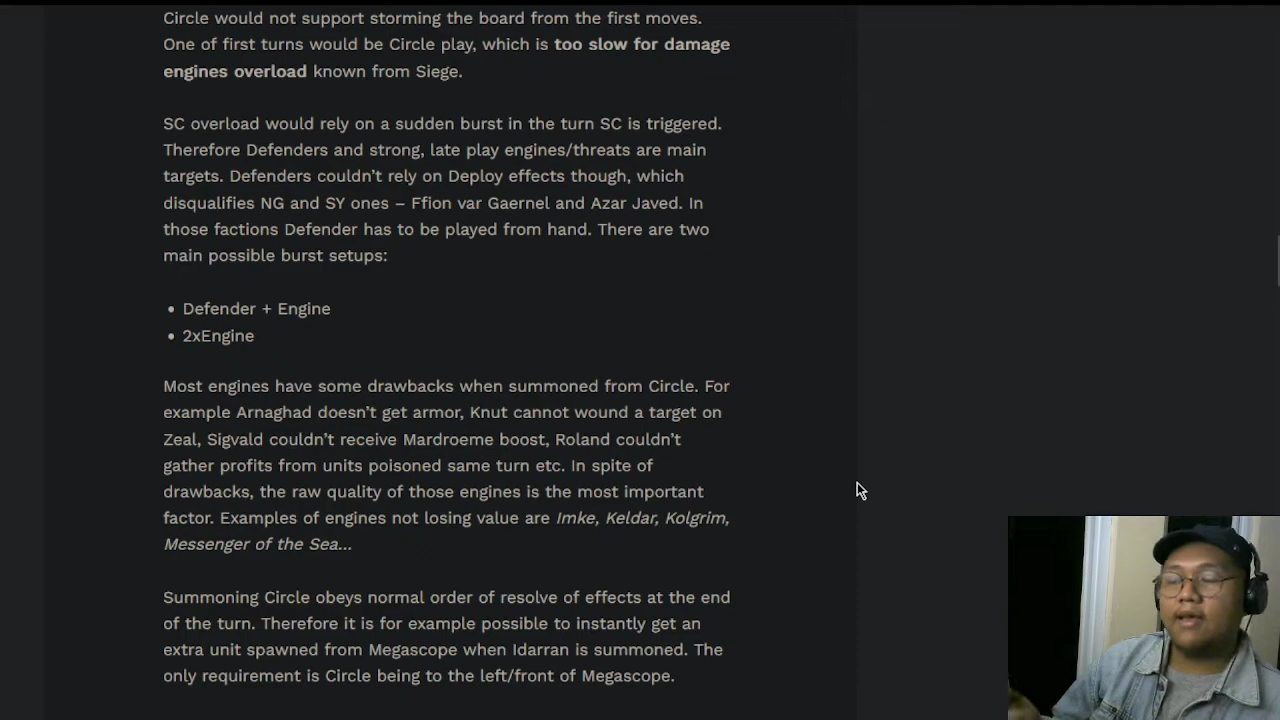 Circle would not support storming the board from the first moves.
One of first turns would be Circle play, which is too slow for damage
engines overload known from Siege.
SC overload would rely on a sudden burst in the turn SC is triggered.
Therefore Defenders and strong, late play engines/threats are main
targets. Defenders couldn’t rely on Deploy effects though, which
disqualifies NG and SY ones – Ffion var Gaernel and Azar Javed. In
those factions Defender has to be played from hand. There are two
main possible burst setups:
• Defender + Engine
• 2xEngine
Most engines have some drawbacks when summoned from Circle. For
example Arnaghad doesn’t get armor, Knut cannot wound a target on
Zeal, Sigvald couldn’t receive Mardroeme boost, Roland couldn’t
gather profits from units poisoned same turn etc. In spite of
drawbacks, the raw quality of those engines is the most important
factor. Examples of engines not losing value are Imke, Keldar, Kolgrim,
Messenger of the Sea…
Summoning Circle obeys normal order of resolve of effects at the end
of the turn. Therefore it is for example possible to instantly get an
extra unit spawned from Megascope when Idarran is summoned. The
only requirement is Circle being to the left/front of Megascope.